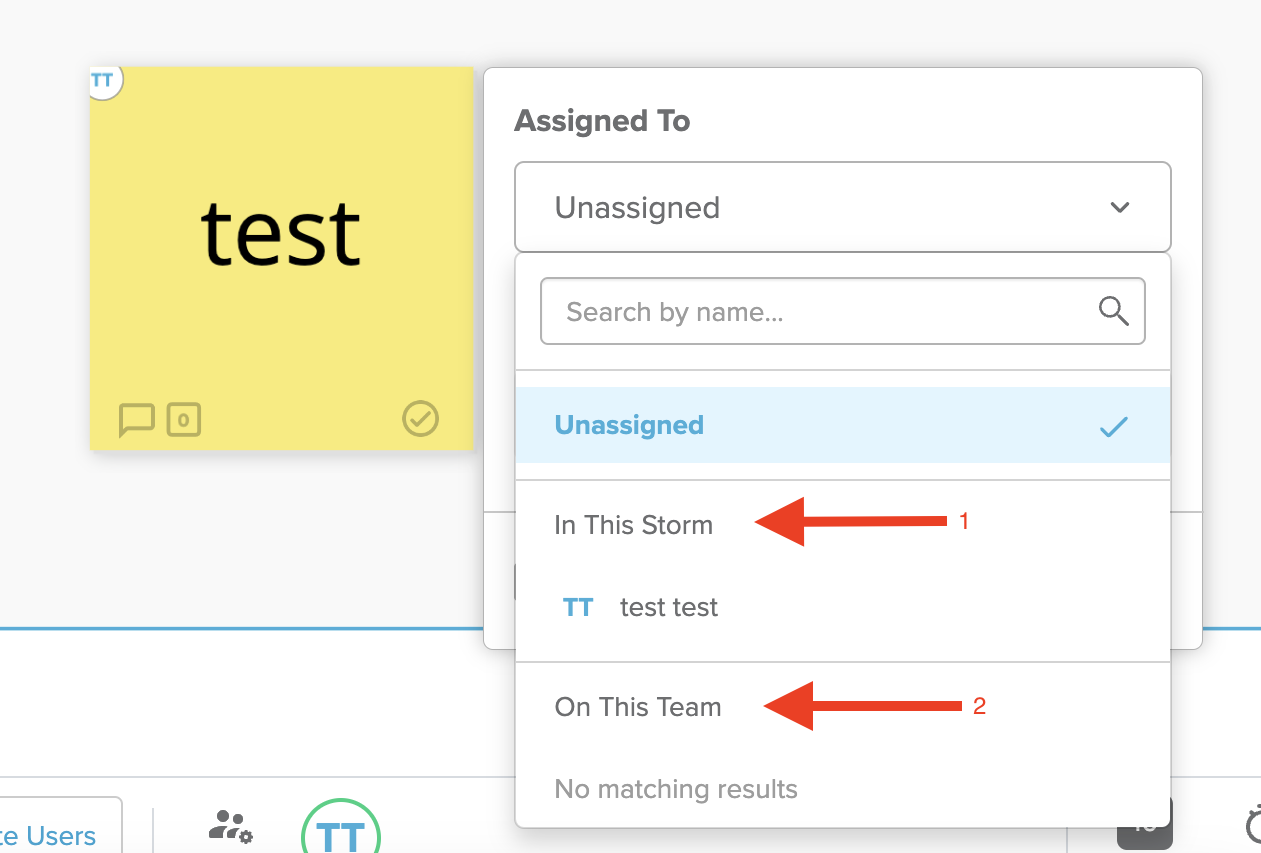 TT
test
0
Assigned To
Unassigned
Search by name...
Unassigned
In This Storm
1
TT test test
On This Team
2
No matching results
te Users
TT